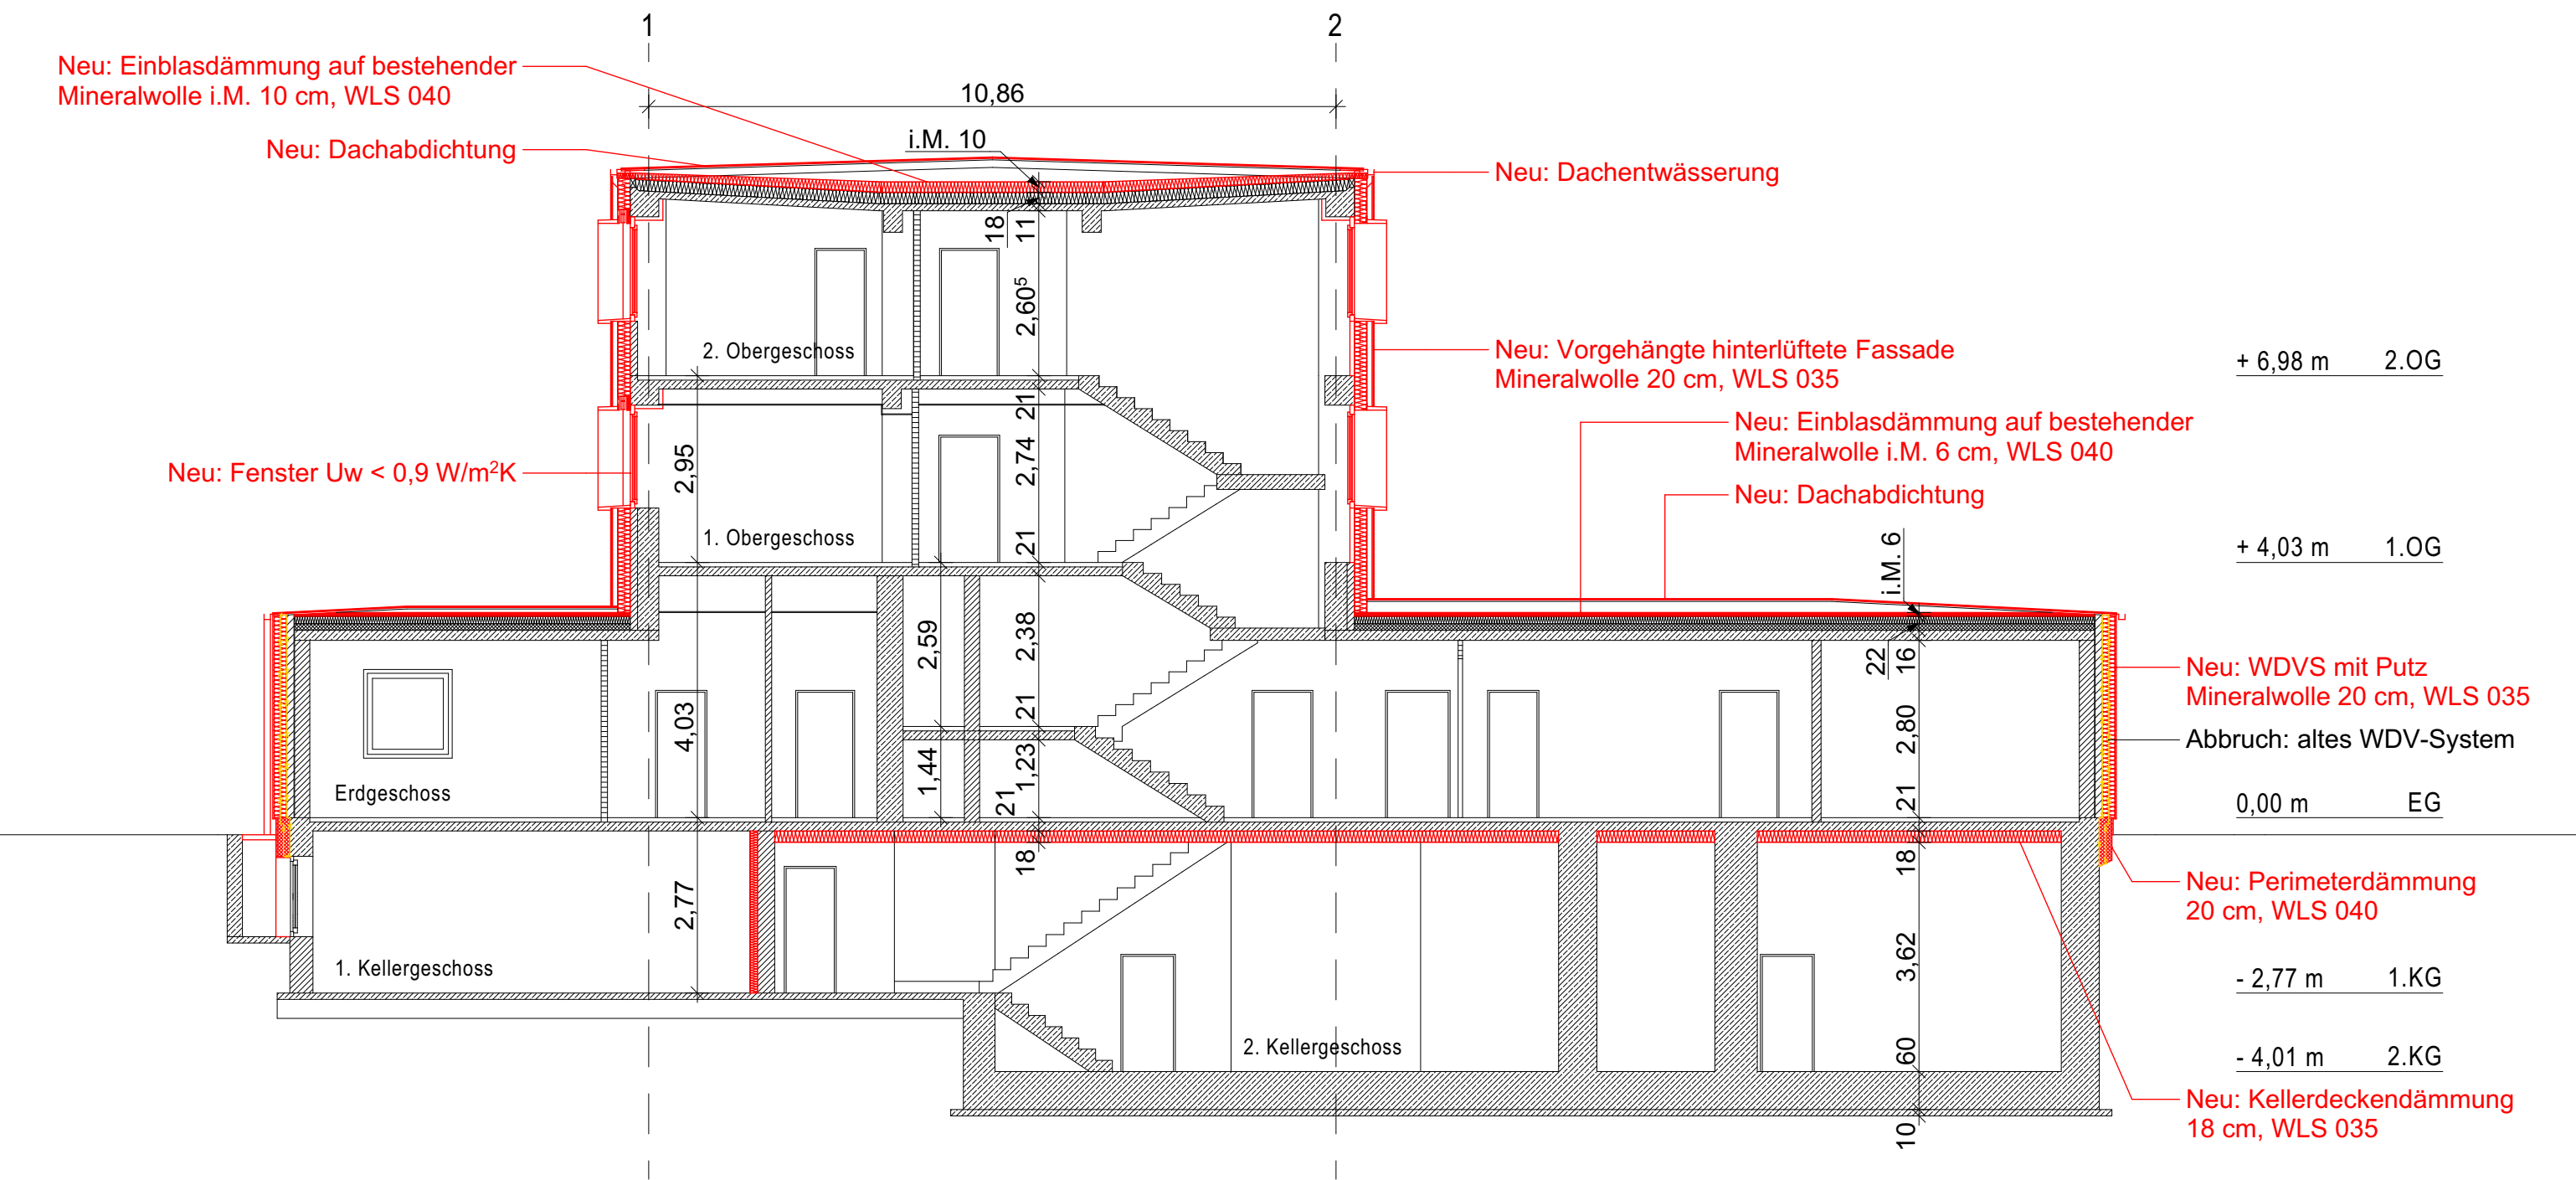 1
2
Neu: Einblasdämmung auf bestehender
Mineralwolle i.M. 10 cm, WLS 040
10,86
i.M. 10
Neu: Dachabdichtung
Neu: Dachentwässerung
18
11
2,60⁵
2. Obergeschoss
Neu: Vorgehängte hinterlüftete Fassade
Mineralwolle 20 cm, WLS 035
+ 6,98 m 2.OG
21
2,74
2,95
Neu: Einblasdämmung auf bestehender
Mineralwolle i.M. 6 cm, WLS 040
Neu: Fenster Uw < 0,9 W/m²K
Neu: Dachabdichtung
1. Obergeschoss
21
i.M. 6
+ 4,03 m 1.OG
2,59
2,38
22
16
Neu: WDVS mit Putz
Mineralwolle 20 cm, WLS 035
4,03
21
2,80
Abbruch: altes WDV-System
1,44
1,23
21
21
Erdgeschoss
0,00 m EG
18
18
Neu: Perimeterdämmung
20 cm, WLS 040
2,77
3,62
1. Kellergeschoss
- 2,77 m 1.KG
2. Kellergeschoss
60
- 4,01 m 2.KG
Neu: Kellerdeckendämmung
18 cm, WLS 035
10